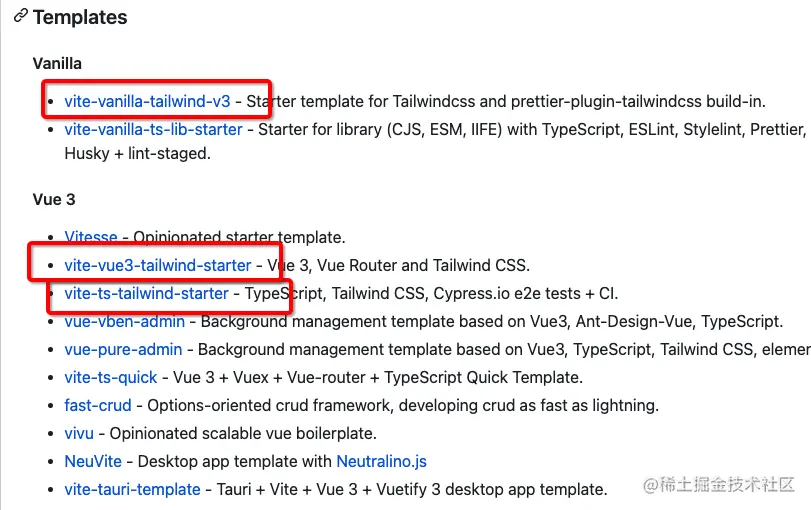 Templates
Vanilla
vite-vanilla-tailwind-v3 - Starter template for Tailwindcss and prettier-plugin-tailwindcss build-in.
vite-vanilla-ts-lib-starter - Starter for library (CJS, ESM, IIFE) with TypeScript, ESLint, Stylelint, Prettier,
Husky + lint-staged.
Vue 3
Vitesse - Opinionated starter template.
vite-vue3-tailwind-starter - Vue 3, Vue Router and Tailwind CSS.
vite-ts-tailwind-starter - TypeScript, Tailwind CSS, Cypress.io e2e tests + CI.
vue-vben-admin - Background management template based on Vue3, Ant-Design-Vue, TypeScript.
vue-pure-admin - Background management template based on Vue3, TypeScript, Tailwind CSS, elemen
vite-ts-quick - Vue 3 + Vuex + Vue-router + TypeScript Quick Template.
fast-crud - Options-oriented crud framework, developing crud as fast as lightning.
vivu - Opinionated scalable vue boilerplate.
NeuVite - Desktop app template with Neutralino.js
vite-tauri-template - Tauri + Vite + Vue 3 + Vuetify 3 desktop app template.
@稀土掘金技术社区